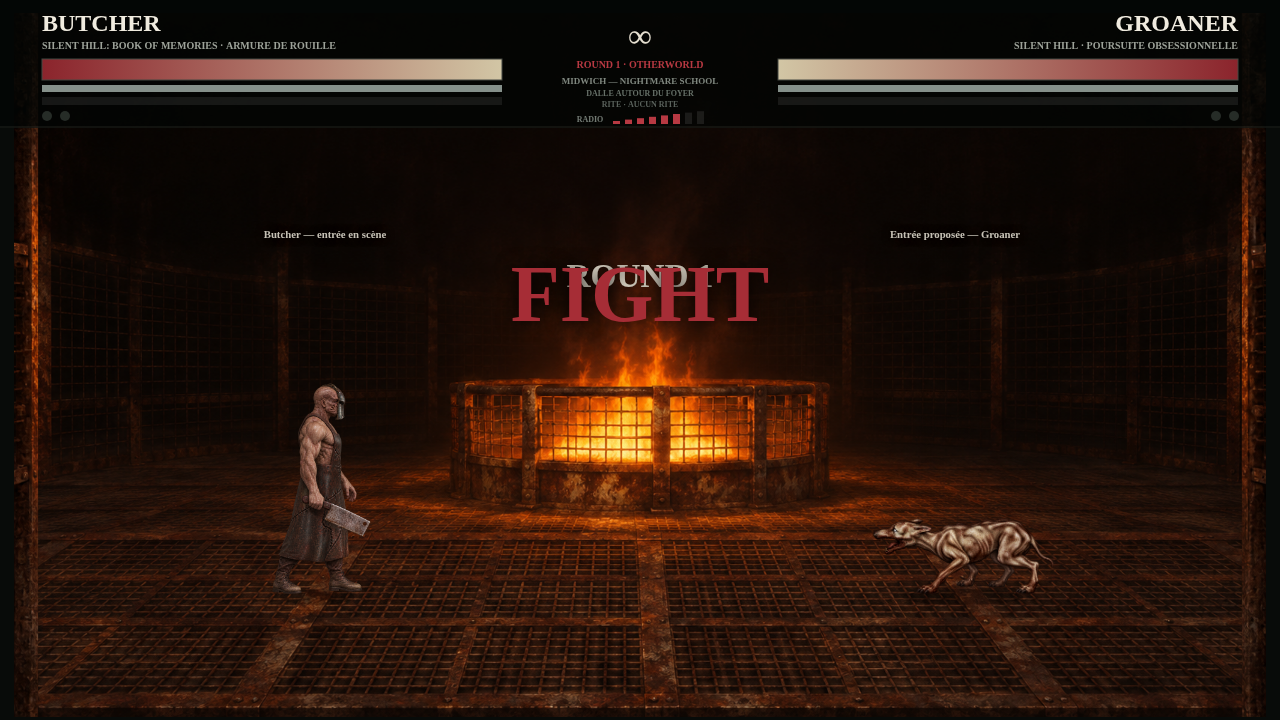 BUTCHER
SILENT HILL: BOOK OF MEMORIES · ARMURE DE ROUILLE
∞
ROUND 1 · OTHERWORLD
MIDWICH — NIGHTMARE SCHOOL
DALLE AUTOUR DU FOYER
RITE · AUCUN RITE
RADIO
GROANER
SILENT HILL · POURSUITE OBSESSIONNELLE
Butcher — entrée en scène
Entrée proposée — Groaner
ROUND 1
FIGHT